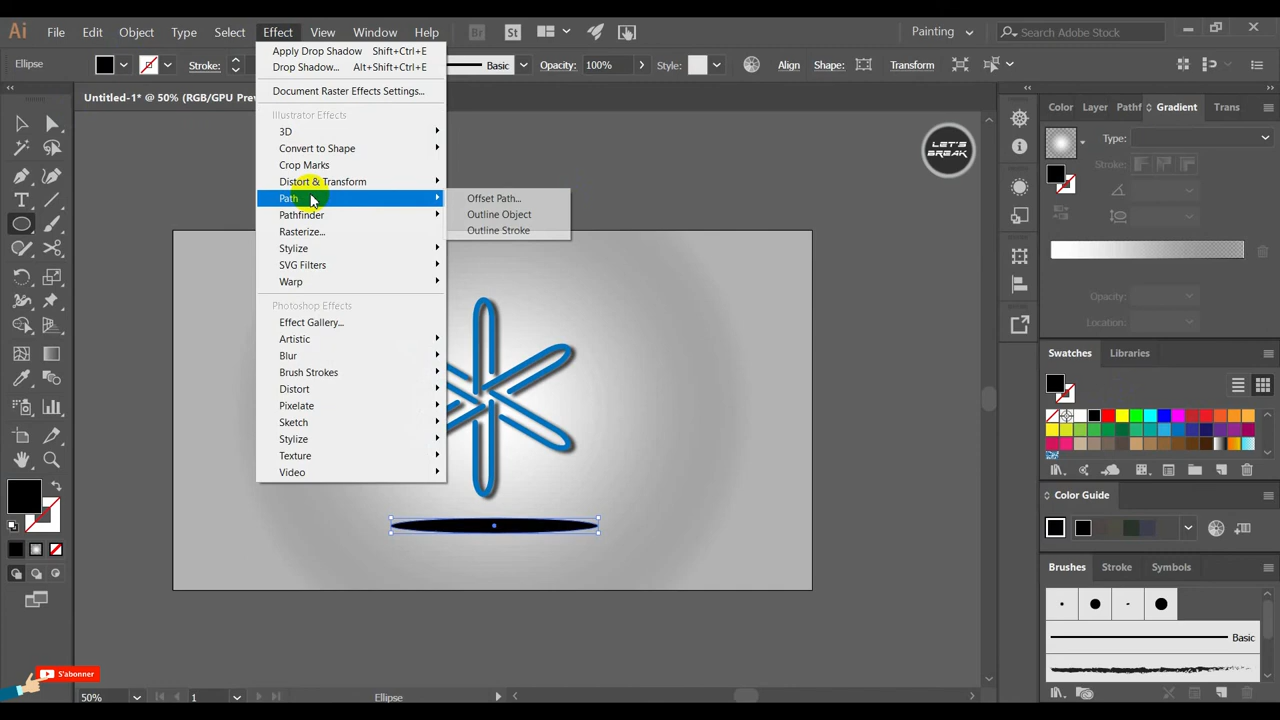 Ai File Edit Object Type Select Effect View Window Help Br St Painting Search Adobe Stock
Ellipse Stroke: Basic Opacity: 100% Style: Align Shape: Transform
Untitled-1* @ 50% (RGB/GPU Prev
Apply Drop Shadow Shift+Ctrl+E
Drop Shadow... Alt+Shift+Ctrl+E
Document Raster Effects Settings...
Illustrator Effects
3D
Convert to Shape
Crop Marks
Distort & Transform
Path
Pathfinder
Rasterize...
Stylize
SVG Filters
Warp
Photoshop Effects
Effect Gallery...
Artistic
Blur
Brush Strokes
Distort
Pixelate
Sketch
Stylize
Texture
Video
Offset Path...
Outline Object
Outline Stroke
LET'S
BREAK
Color Layer Pathf Gradient Trans
Type:
Stroke:
Opacity:
Location:
Swatches Libraries
Color Guide
Brushes Stroke Symbols
Basic
S'abonner
50% 1 Ellipse